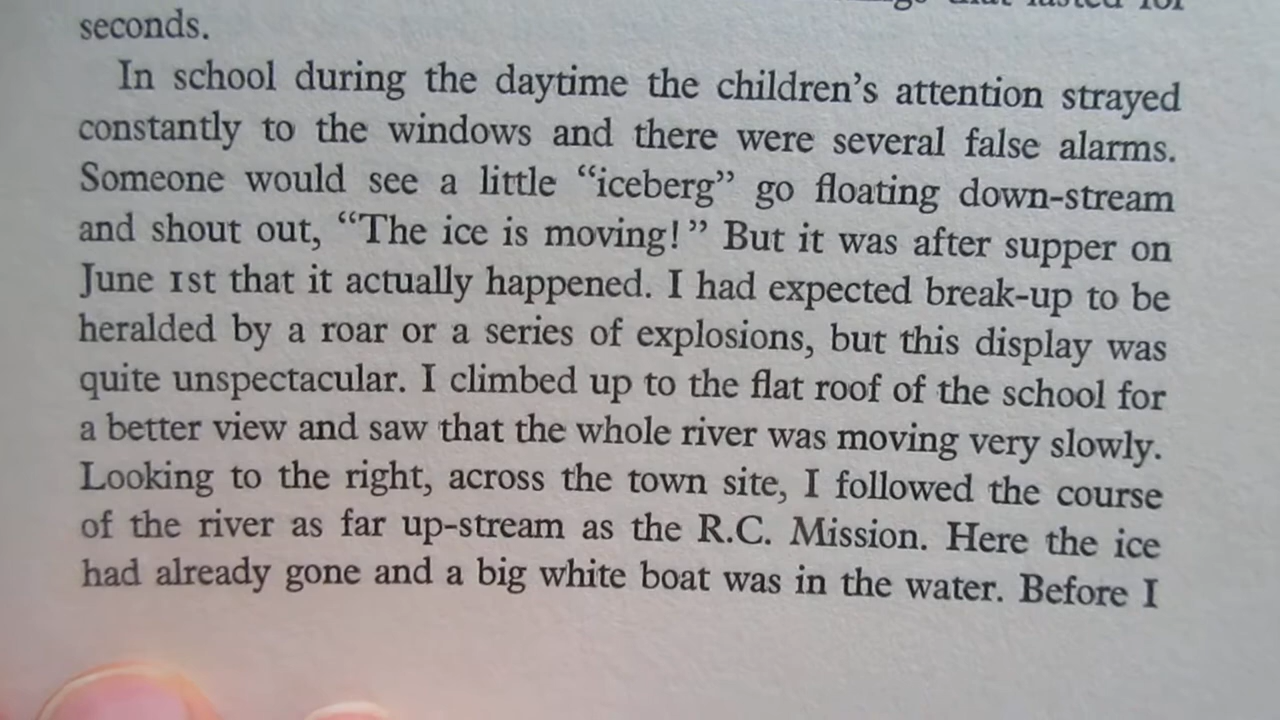 that lasted for
seconds.
In school during the daytime the children's attention strayed
constantly to the windows and there were several false alarms.
Someone would see a little “iceberg” go floating down-stream
and shout out, “The ice is moving!” But it was after supper on
June 1st that it actually happened. I had expected break-up to be
heralded by a roar or a series of explosions, but this display was
quite unspectacular. I climbed up to the flat roof of the school for
a better view and saw that the whole river was moving very slowly.
Looking to the right, across the town site, I followed the course
of the river as far up-stream as the R.C. Mission. Here the ice
had already gone and a big white boat was in the water. Before I